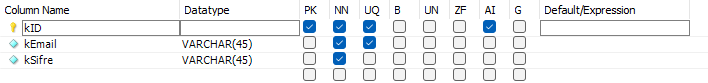 Column Name Datatype PK NN UQ B UN ZF AI G Default/Expression
kID
kEmail VARCHAR(45)
kSifre VARCHAR(45)